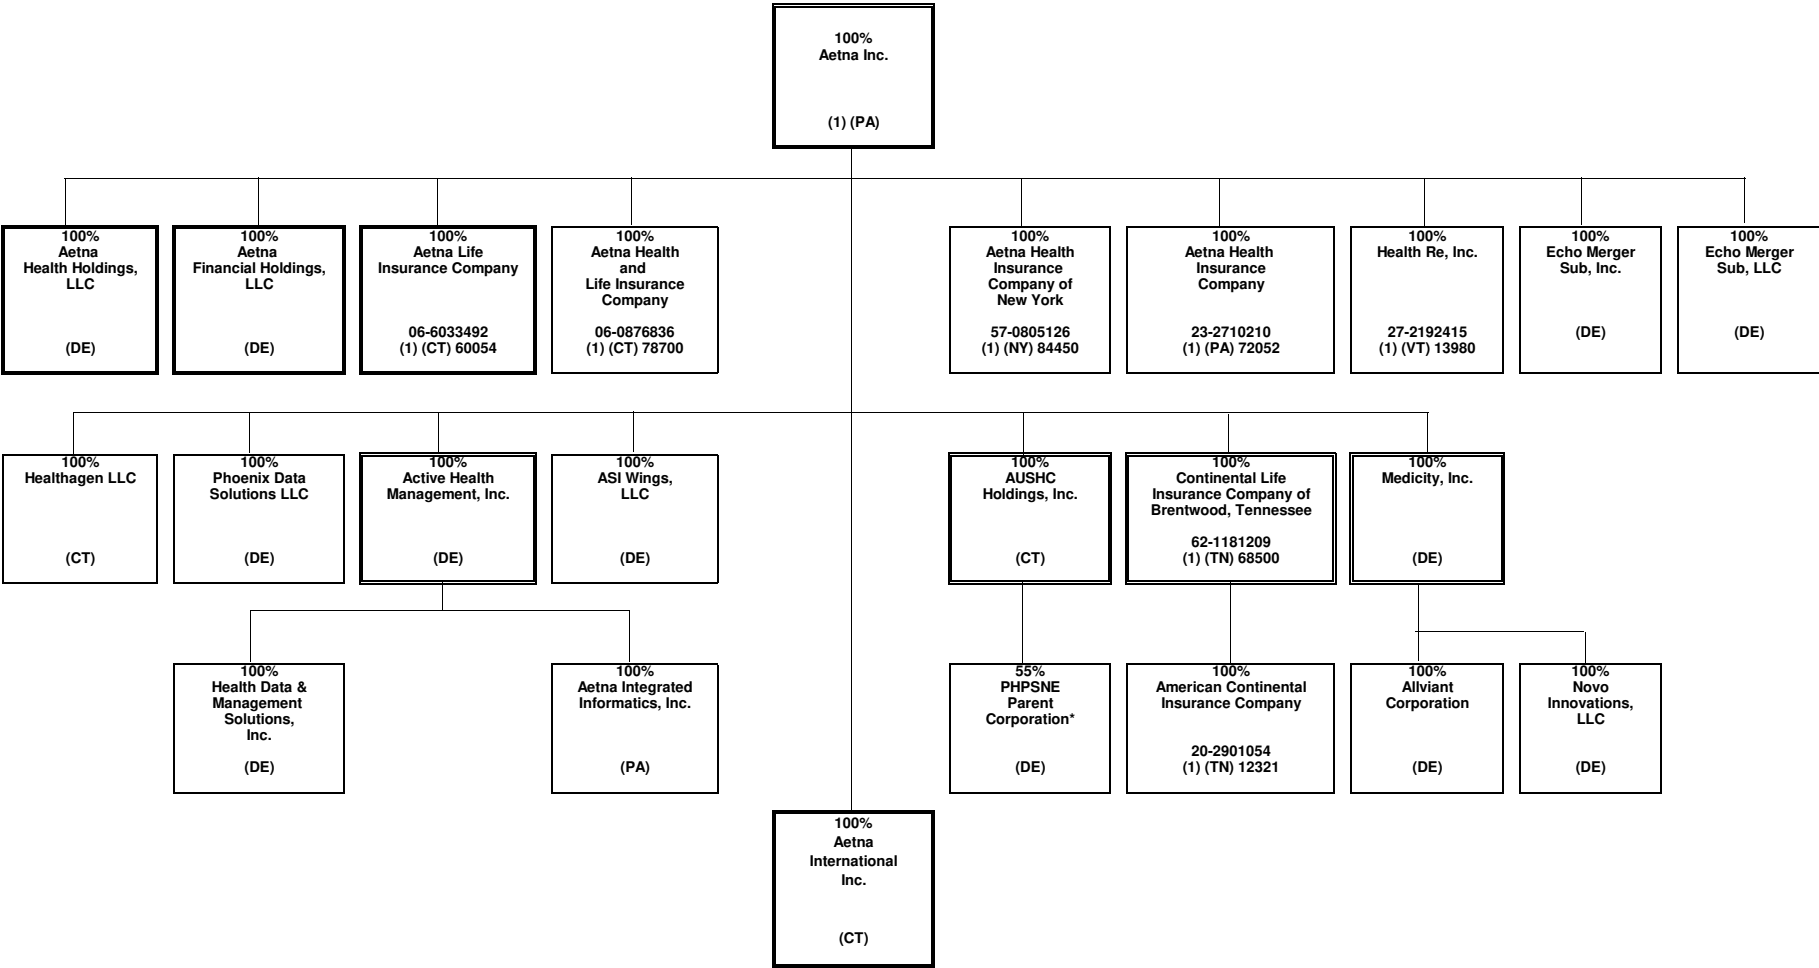 100%
Aetna Inc.
(1) (PA)
100%
Aetna
Health Holdings,
LLC
(DE)
100%
Aetna
Financial Holdings,
LLC
(DE)
100%
Aetna Life
Insurance Company
06-6033492
(1) (CT) 60054
100%
Aetna Health
and
Life Insurance
Company
06-0876836
(1) (CT) 78700
100%
Aetna Health
Insurance
Company of
New York
57-0805126
(1) (NY) 84450
100%
Aetna Health
Insurance
Company
23-2710210
(1) (PA) 72052
100%
Health Re, Inc.
27-2192415
(1) (VT) 13980
100%
Echo Merger
Sub, Inc.
(DE)
100%
Echo Merger
Sub, LLC
(DE)
100%
Healthagen LLC
(CT)
100%
Phoenix Data
Solutions LLC
(DE)
100%
Active Health
Management, Inc.
(DE)
100%
ASI Wings,
LLC
(DE)
100%
AUSHC
Holdings, Inc.
(CT)
100%
Continental Life
Insurance Company of
Brentwood, Tennessee
62-1181209
(1) (TN) 68500
100%
Medicity, Inc.
(DE)
100%
Health Data &
Management
Solutions,
Inc.
(DE)
100%
Aetna Integrated
Informatics, Inc.
(PA)
55%
PHPSNE
Parent
Corporation*
(DE)
100%
American Continental
Insurance Company
20-2901054
(1) (TN) 12321
100%
Allviant
Corporation
(DE)
100%
Novo
Innovations,
LLC
(DE)
100%
Aetna
International
Inc.
(CT)